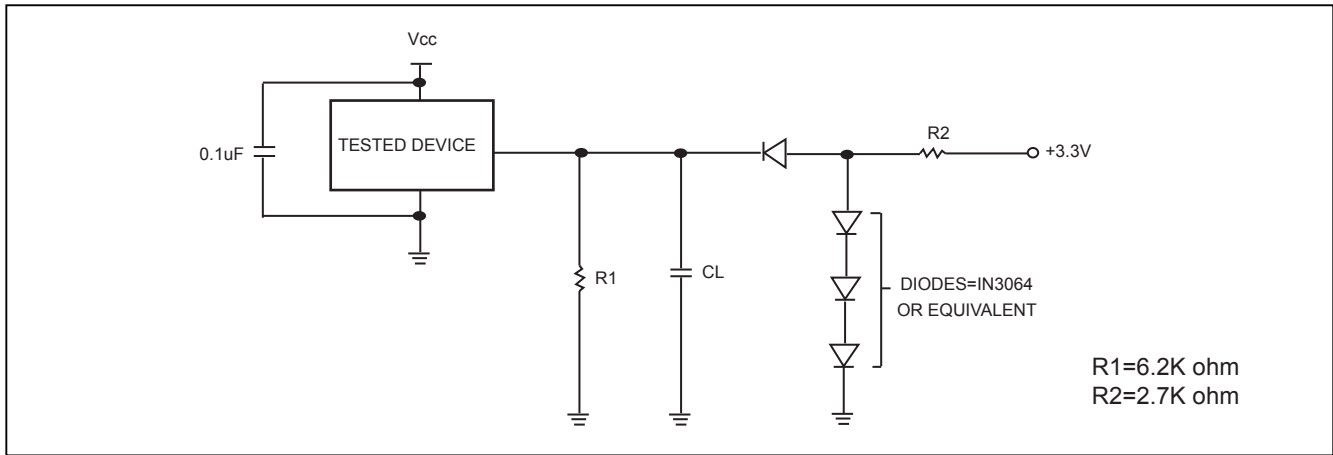 Vcc
0.1uF
TESTED DEVICE
R2
+3.3V
R1
CL
DIODES=IN3064
OR EQUIVALENT
R1=6.2K ohm
R2=2.7K ohm